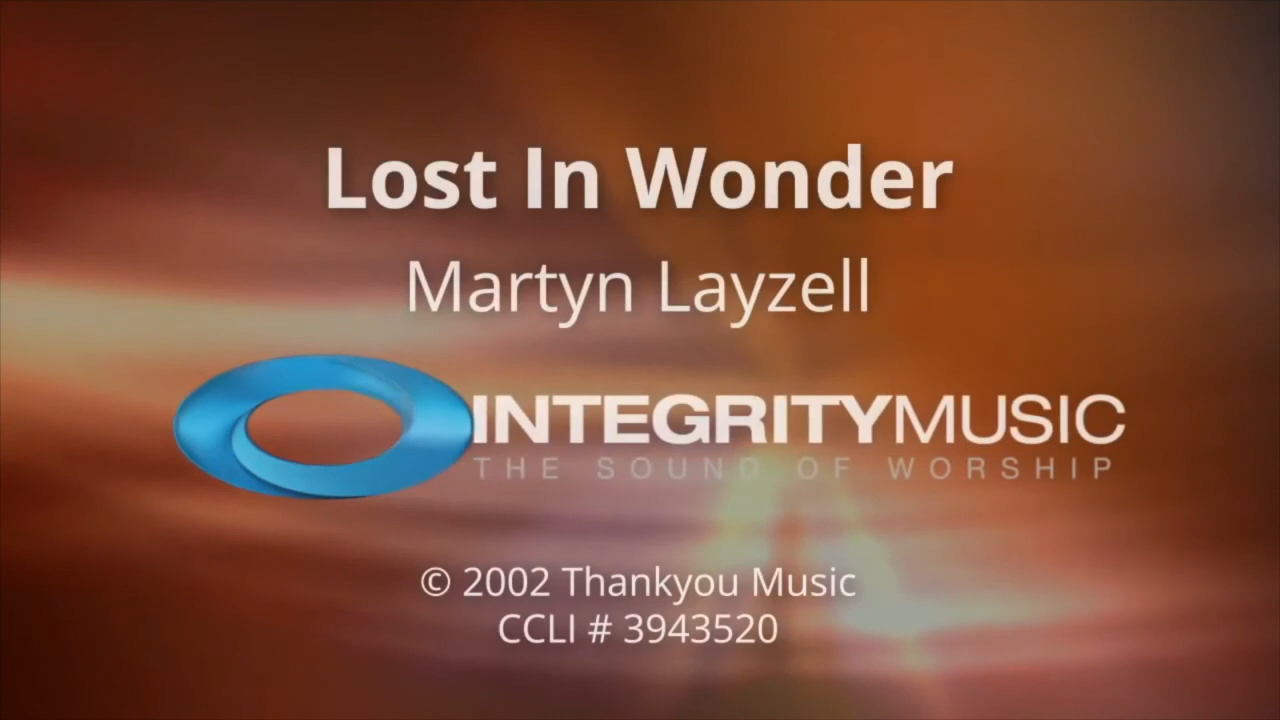 Lost In Wonder
Martyn Layzell
INTEGRITYMUSIC
THE SOUND OF WORSHIP
© 2002 Thankyou Music
CCLI # 3943520